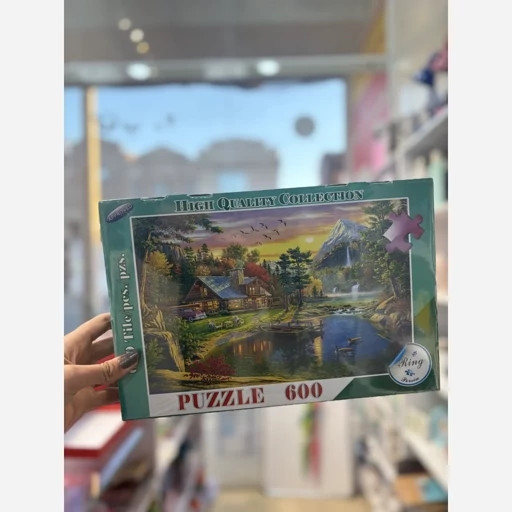 HIGH QUALITY COLLECTION
Tile pcs. pzs.
PUZZLE 600
King